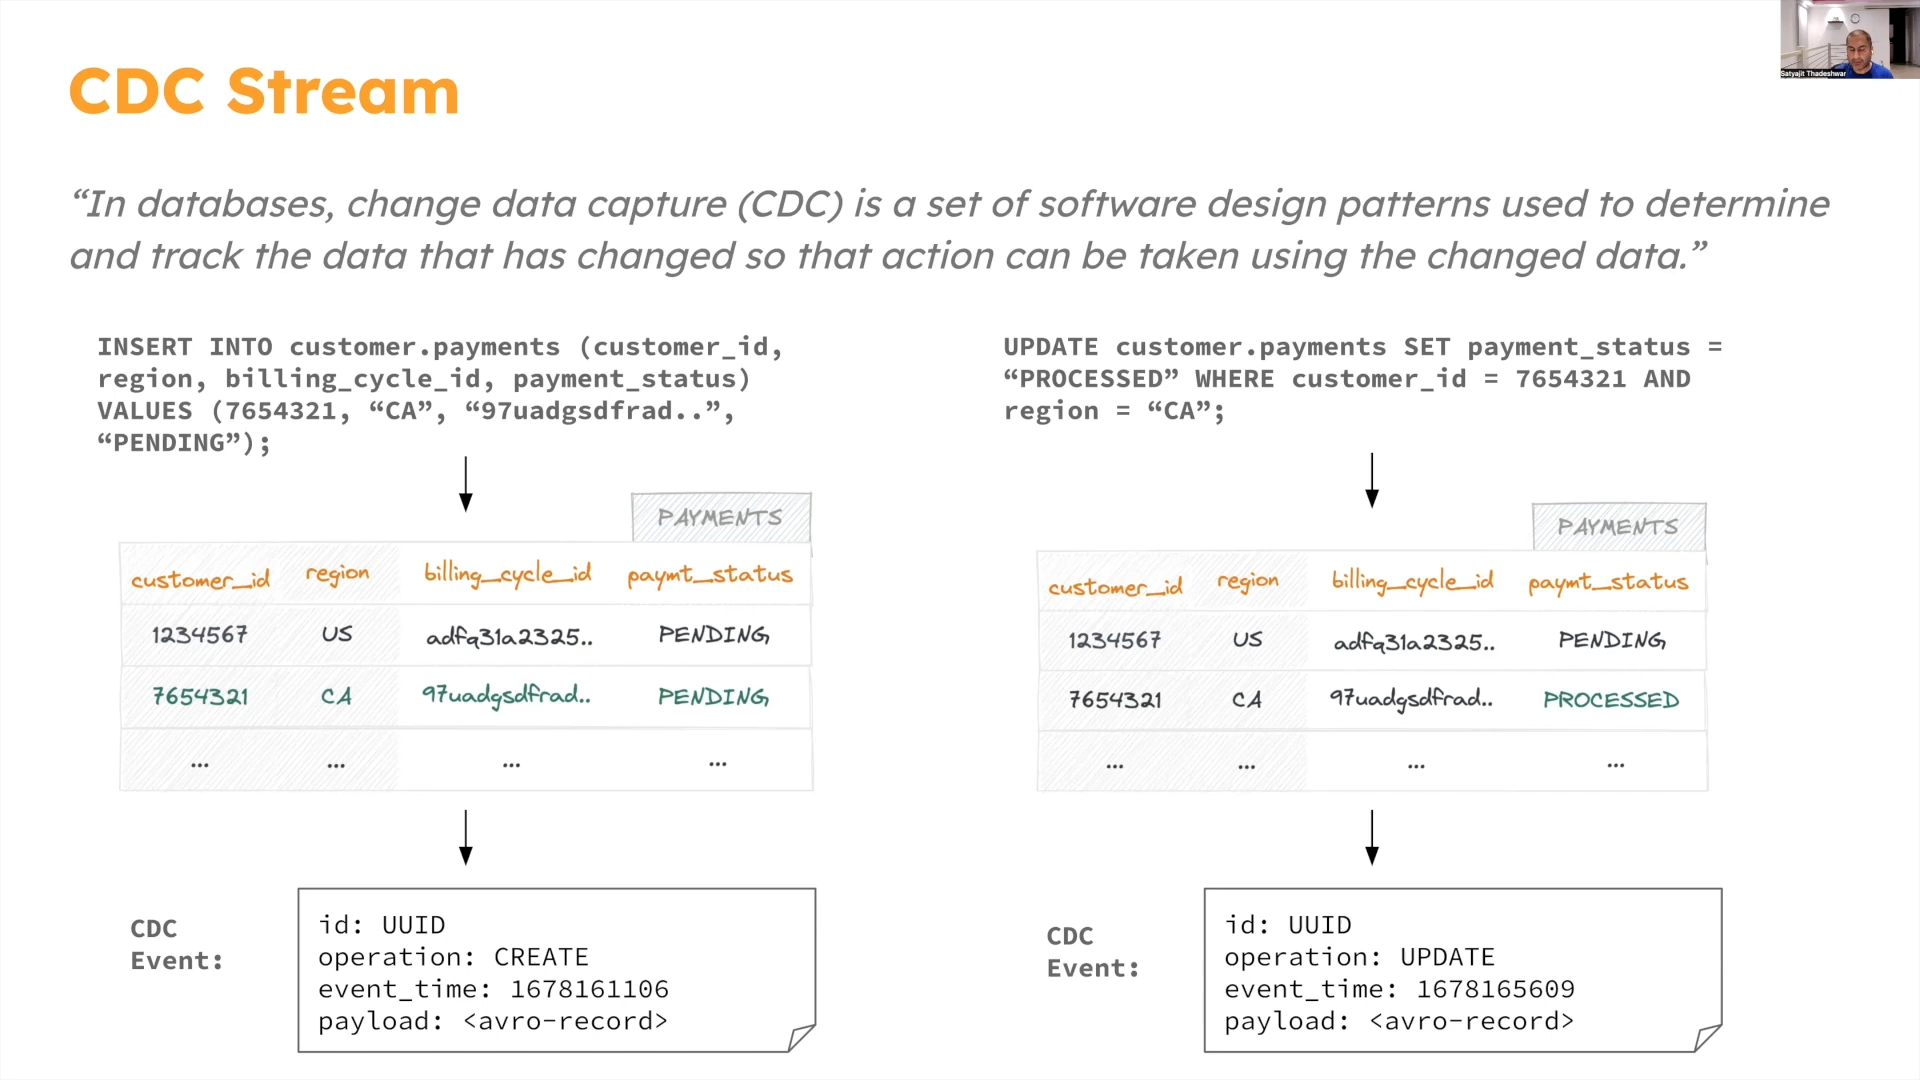 Satyajit Thadeshwar
CDC Stream
“In databases, change data capture (CDC) is a set of software design patterns used to determine
and track the data that has changed so that action can be taken using the changed data.”
INSERT INTO customer.payments (customer_id,
region, billing_cycle_id, payment_status)
VALUES (7654321, “CA”, “97uadgsdfrad..”,
“PENDING”);
PAYMENTS
customer_id region billing_cycle_id paymt_status
1234567 US adfq31a2325.. PENDING
7654321 CA 97uadgsdfrad.. PENDING
... ... ... ...
CDC
Event:
id: UUID
operation: CREATE
event_time: 1678161106
payload: <avro-record>
UPDATE customer.payments SET payment_status =
“PROCESSED” WHERE customer_id = 7654321 AND
region = “CA”;
PAYMENTS
customer_id region billing_cycle_id paymt_status
1234567 US adfq31a2325.. PENDING
7654321 CA 97uadgsdfrad.. PROCESSED
... ... ... ...
CDC
Event:
id: UUID
operation: UPDATE
event_time: 1678165609
payload: <avro-record>